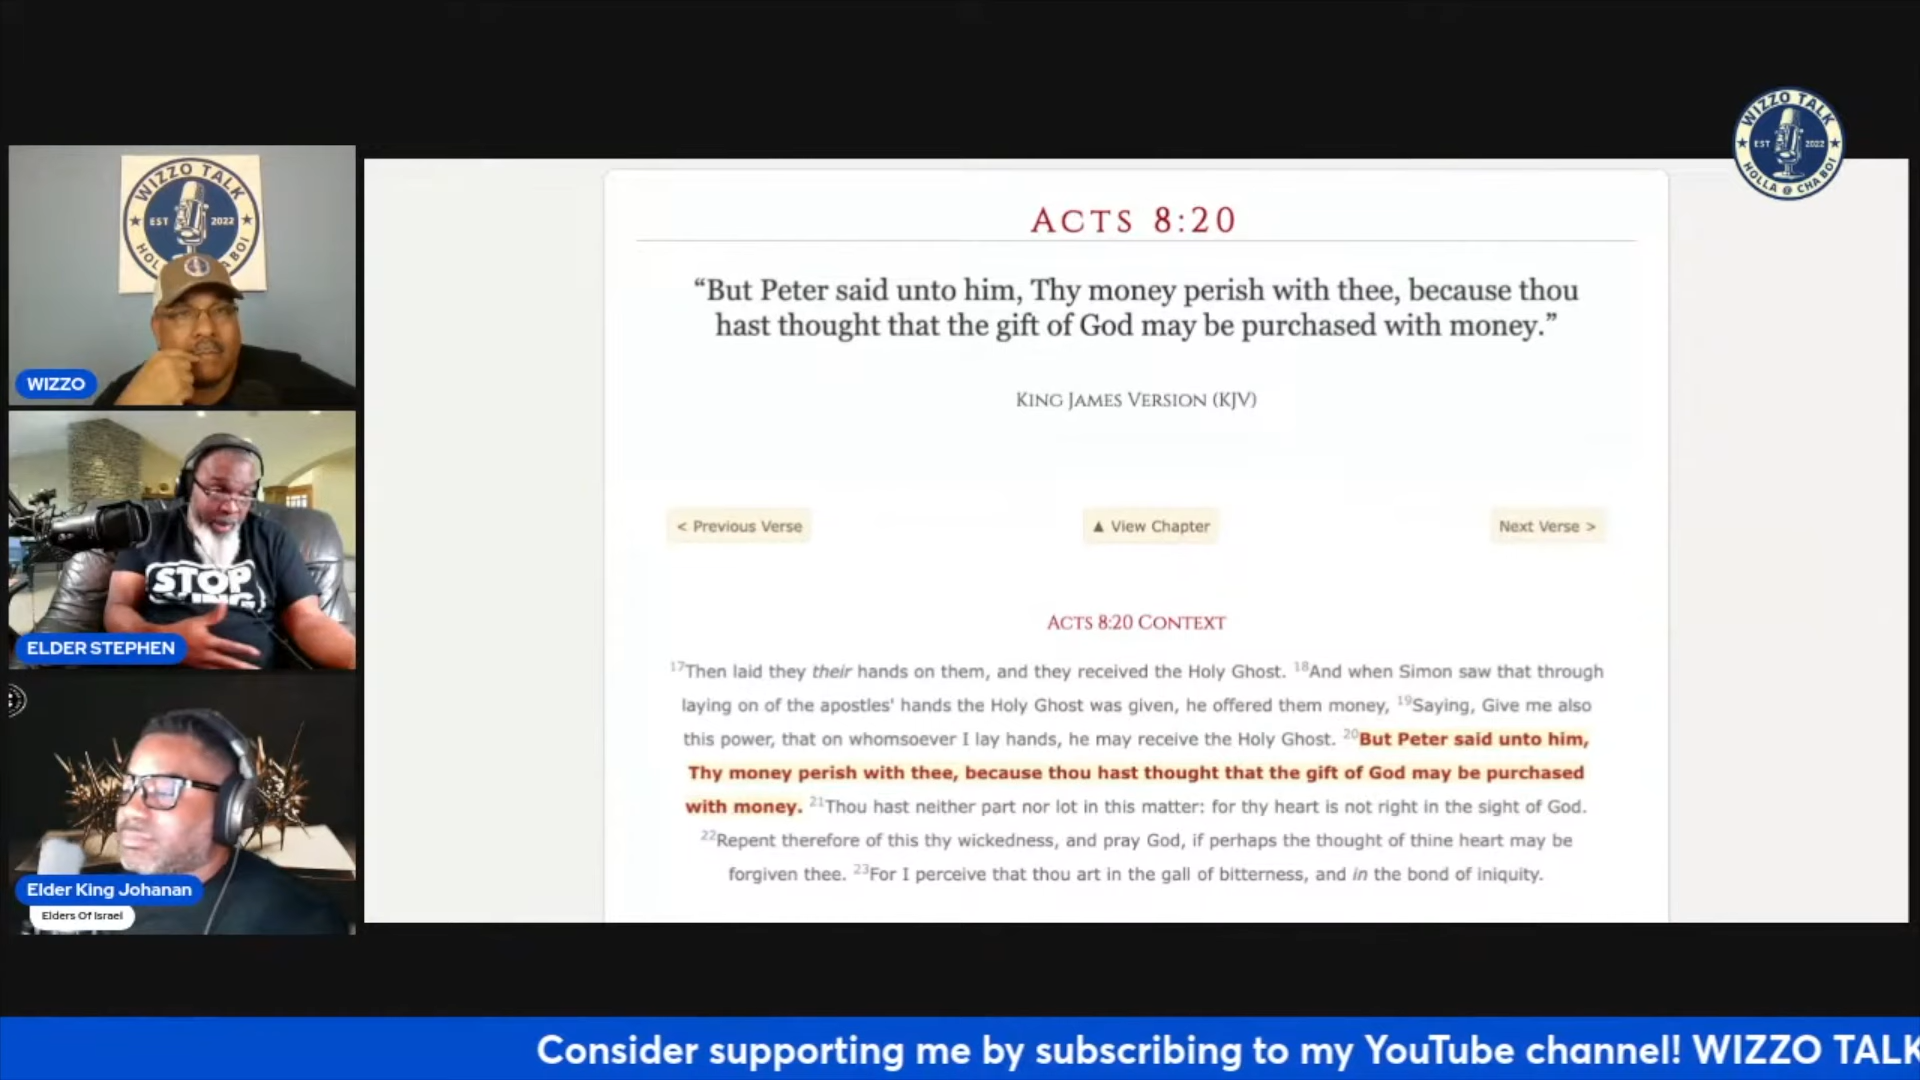 WIZZO TALK
EST 2022
HOLLA @ CHA BOI
WIZZO TALK
EST 2022
WIZZO
STOP
ELDER STEPHEN
Elder King Johanan
Elders Of Israel
ACTS 8:20
“But Peter said unto him, Thy money perish with thee, because thou
hast thought that the gift of God may be purchased with money.”
KING JAMES VERSION (KJV)
< Previous Verse
▲ View Chapter
Next Verse >
ACTS 8:20 CONTEXT
17Then laid they their hands on them, and they received the Holy Ghost. 18And when Simon saw that through
laying on of the apostles' hands the Holy Ghost was given, he offered them money, 19Saying, Give me also
this power, that on whomsoever I lay hands, he may receive the Holy Ghost. 20But Peter said unto him,
Thy money perish with thee, because thou hast thought that the gift of God may be purchased
with money. 21Thou hast neither part nor lot in this matter: for thy heart is not right in the sight of God.
22Repent therefore of this thy wickedness, and pray God, if perhaps the thought of thine heart may be
forgiven thee. 23For I perceive that thou art in the gall of bitterness, and in the bond of iniquity.
Consider supporting me by subscribing to my YouTube channel! WIZZO TALK